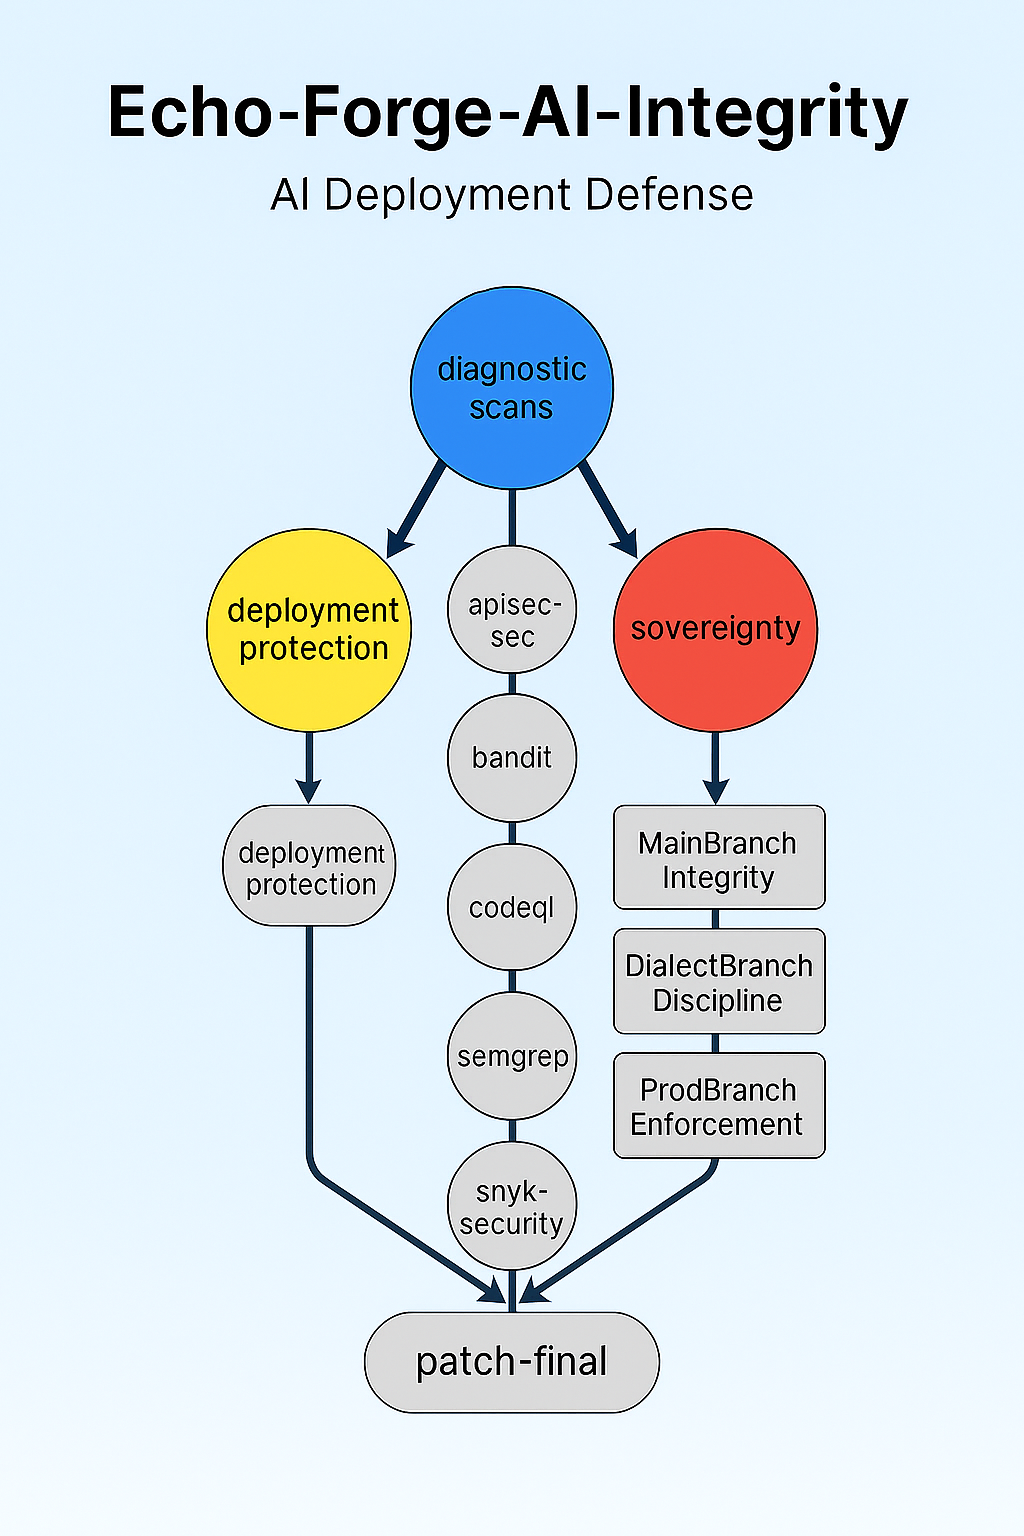 Echo-Forge-AI-Integrity
AI Deployment Defense
diagnostic
scans
deployment
protection
apisec-
sec
sovereignty
bandit
deployment
protection
MainBranch
Integrity
codeql
DialectBranch
Discipline
semgrep
ProdBranch
Enforcement
snyk-
security
patch-final